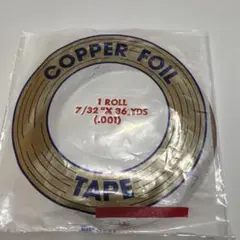 COPPER FOIL
1 ROLL
7/32" X 36 YDS
(.001)
TAPE